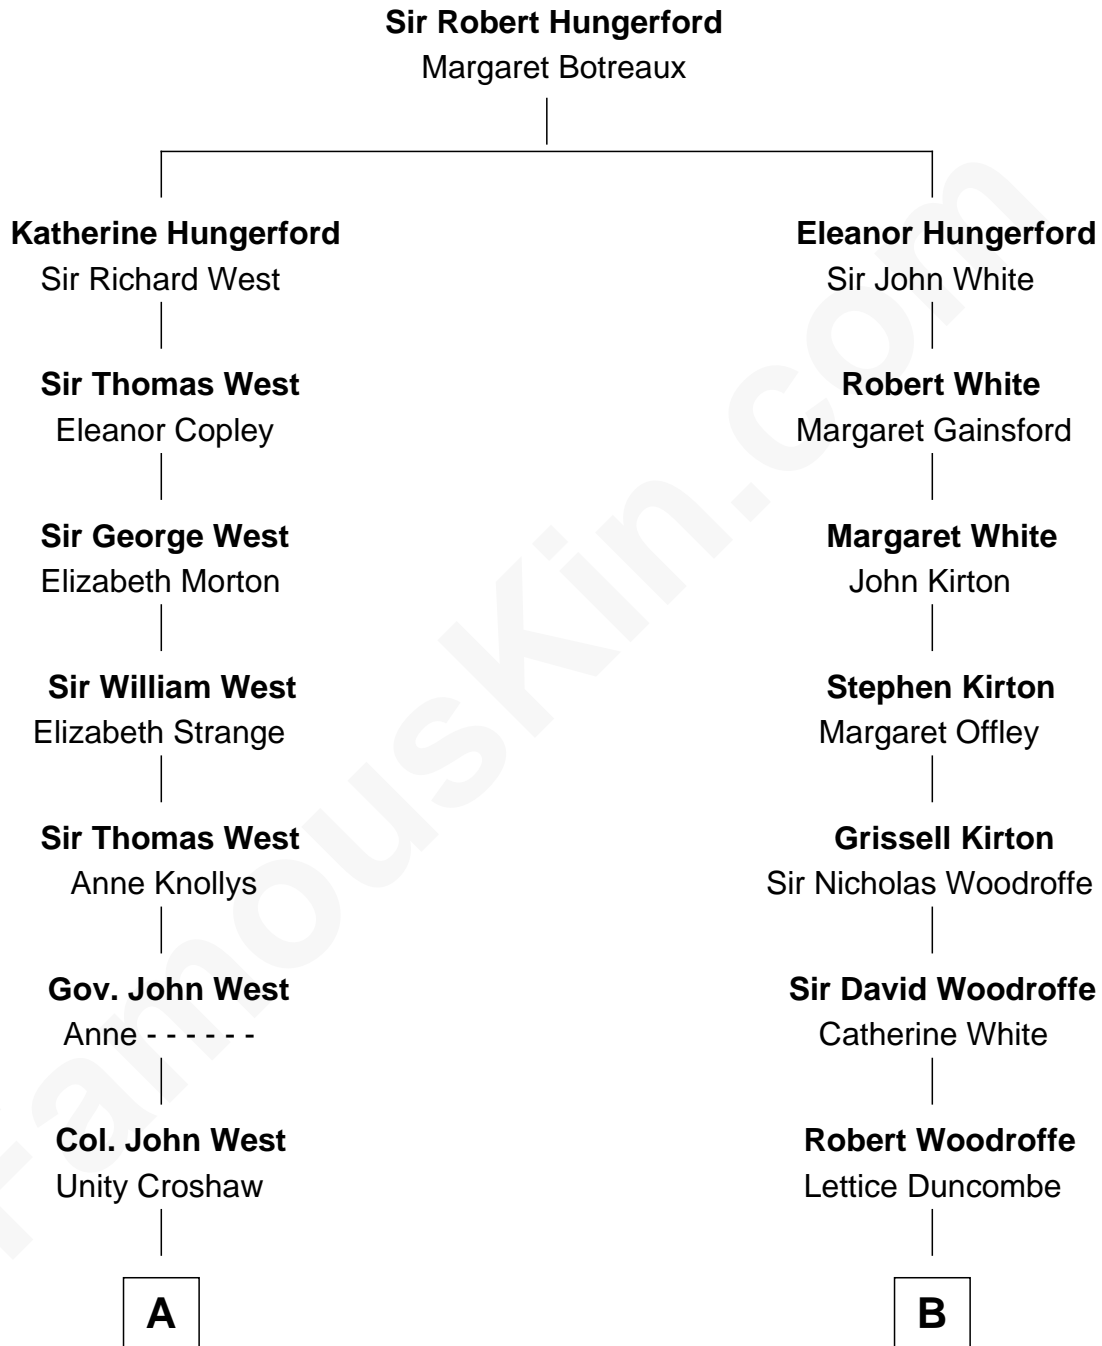 Sir Robert Hungerford
Margaret Botreaux
Katherine Hungerford
Sir Richard West
Eleanor Hungerford
Sir John White
Sir Thomas West
Eleanor Copley
Robert White
Margaret Gainsford
Sir George West
Elizabeth Morton
Margaret White
John Kirton
Sir William West
Elizabeth Strange
Stephen Kirton
Margaret Offley
Sir Thomas West
Anne Knollys
Grissell Kirton
Sir Nicholas Woodroffe
Gov. John West
Anne - - - - - -
Sir David Woodroffe
Catherine White
Col. John West
Unity Croshaw
Robert Woodroffe
Lettice Duncombe
A
B
FamousKin.com